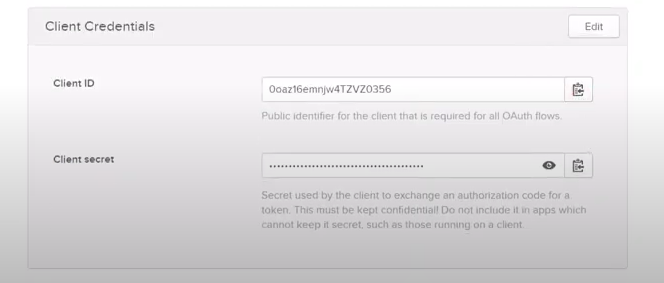 Client Credentials
Edit
Client ID
0oaz16emnjw4TZVZ0356
Public identifier for the client that is required for all OAuth flows.
Client secret
••••••••••••••••••••••••••••••••••••••••
Secret used by the client to exchange an authorization code for a
token. This must be kept confidential! Do not include it in apps which
cannot keep it secret, such as those running on a client.